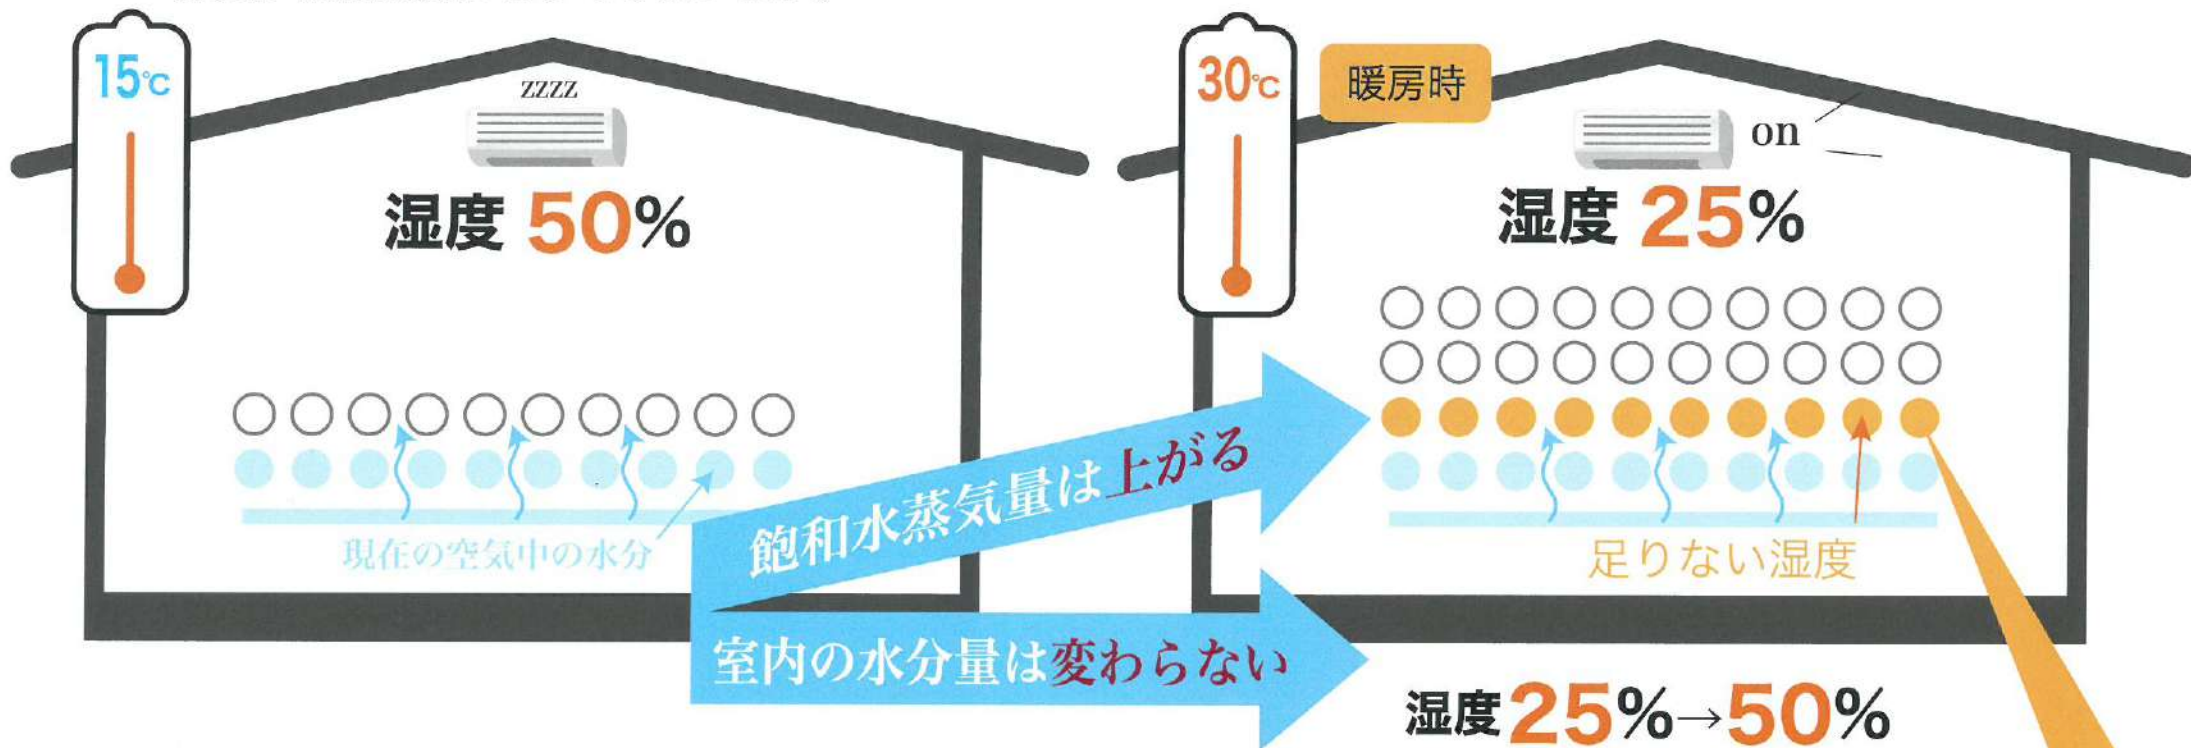 15℃
zzzz
湿度 50%
現在の空気中の水分
30℃
暖房時
on
湿度 25%
足りない湿度
飽和水蒸気量は上がる
室内の水分量は変わらない
湿度25%→50%